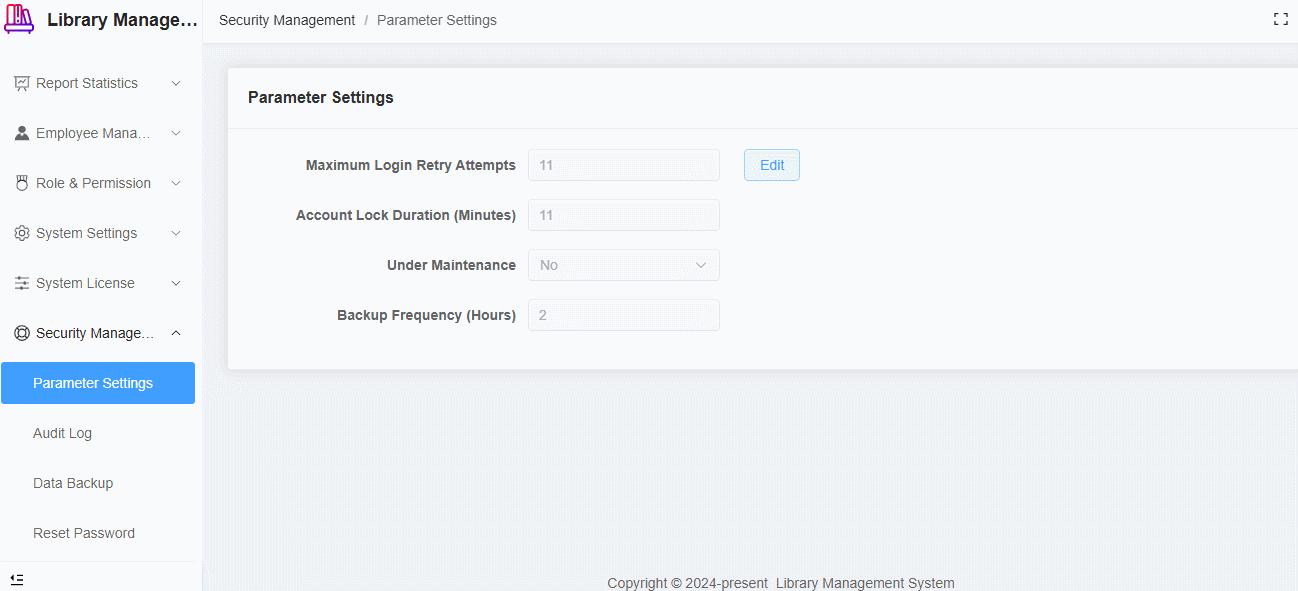 Library Manage...
Security Management / Parameter Settings
Report Statistics
Employee Mana...
Role & Permission
System Settings
System License
Security Manage...
Parameter Settings
Audit Log
Data Backup
Reset Password
Parameter Settings
Maximum Login Retry Attempts 11 Edit
Account Lock Duration (Minutes) 11
Under Maintenance No
Backup Frequency (Hours) 2
Copyright © 2024-present Library Management System